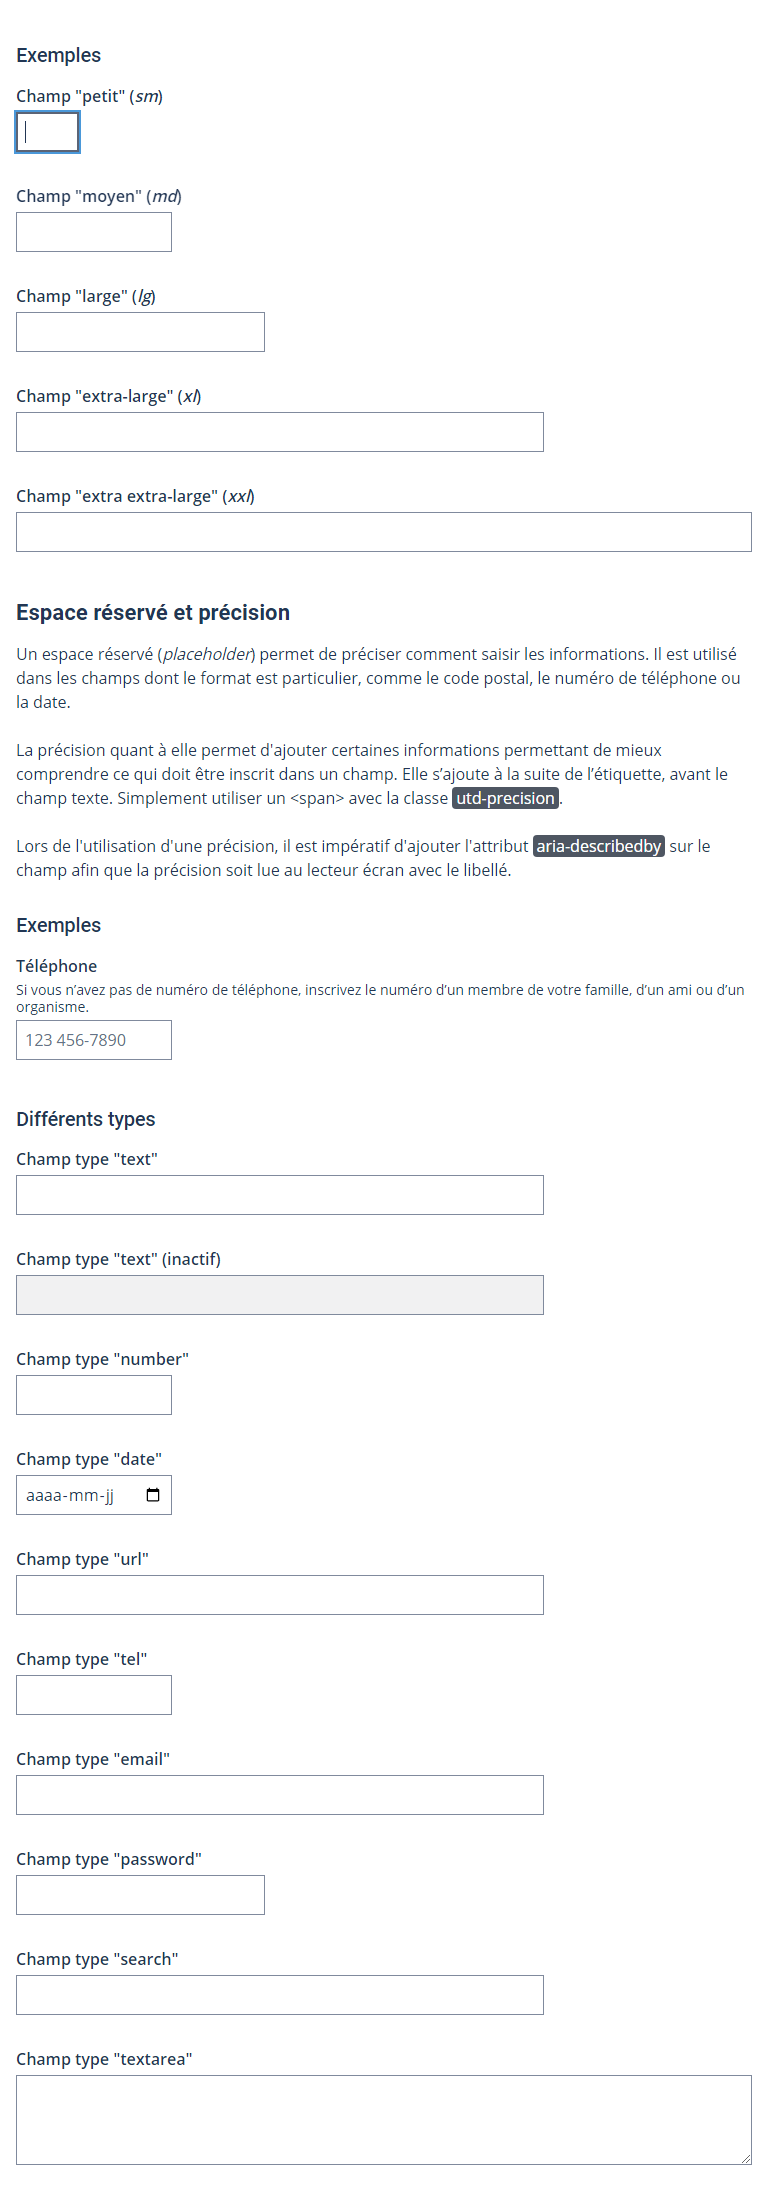 Exemples
Champ "petit" (sm)
Champ "moyen" (md)
Champ "large" (lg)
Champ "extra-large" (xl)
Champ "extra extra-large" (xxl)
Espace réservé et précision
Un espace réservé (placeholder) permet de préciser comment saisir les informations. Il est utilisé
dans les champs dont le format est particulier, comme le code postal, le numéro de téléphone ou
la date.
La précision quant à elle permet d'ajouter certaines informations permettant de mieux
comprendre ce qui doit être inscrit dans un champ. Elle s’ajoute à la suite de l’étiquette, avant le
champ texte. Simplement utiliser un <span> avec la classe utd-precision.
Lors de l'utilisation d'une précision, il est impératif d'ajouter l'attribut aria-describedby sur le
champ afin que la précision soit lue au lecteur écran avec le libellé.
Exemples
Téléphone
Si vous n’avez pas de numéro de téléphone, inscrivez le numéro d’un membre de votre famille, d’un ami ou d’un
organisme.
123 456-7890
Différents types
Champ type "text"
Champ type "text" (inactif)
Champ type "number"
Champ type "date"
aaaa-mm-jj
Champ type "url"
Champ type "tel"
Champ type "email"
Champ type "password"
Champ type "search"
Champ type "textarea"